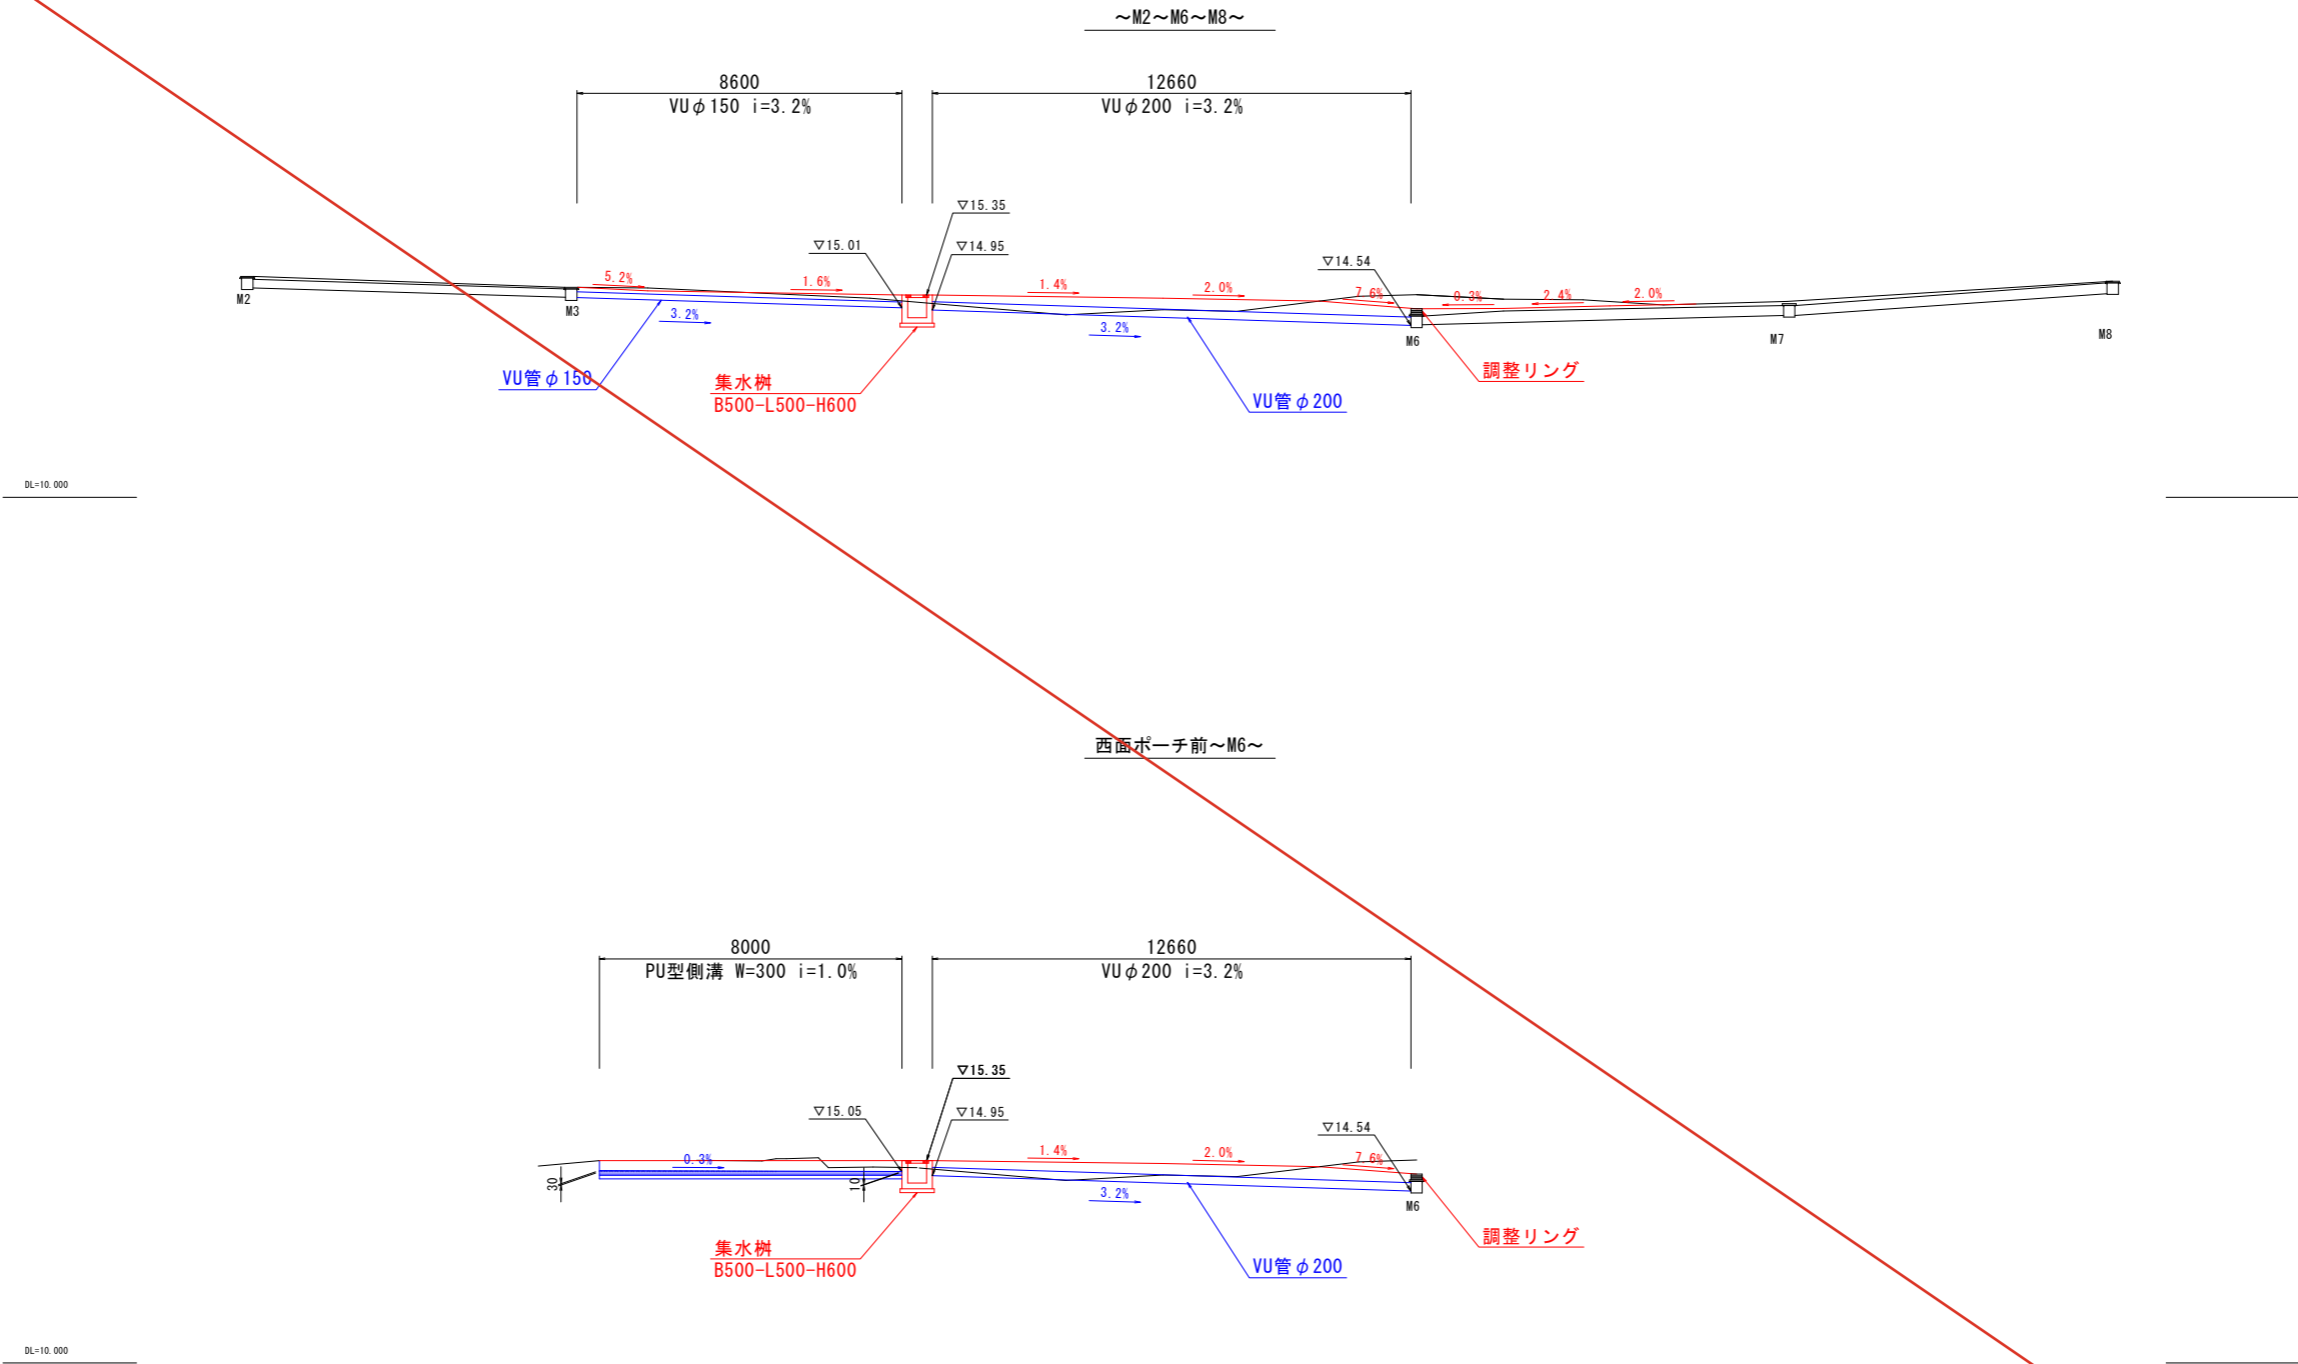 ~M2~M6~M8~
8600
VUφ150 i=3.2%
12660
VUφ200 i=3.2%
▽15.35
▽15.01
▽14.95
▽14.54
5.2%
1.6%
1.4%
2.0%
7.6%
0.3%
2.4%
2.0%
M2
M3
3.2%
3.2%
M6
M7
M8
VU管φ150
集水桝
B500-L500-H600
VU管φ200
調整リング
DL=10.000
西面ポーチ前~M6~
8000
PU型側溝 W=300 i=1.0%
12660
VUφ200 i=3.2%
▽15.35
▽15.05
▽14.95
▽14.54
0.3%
1.4%
2.0%
7.6%
30
10
3.2%
M6
集水桝
B500-L500-H600
VU管φ200
調整リング
DL=10.000